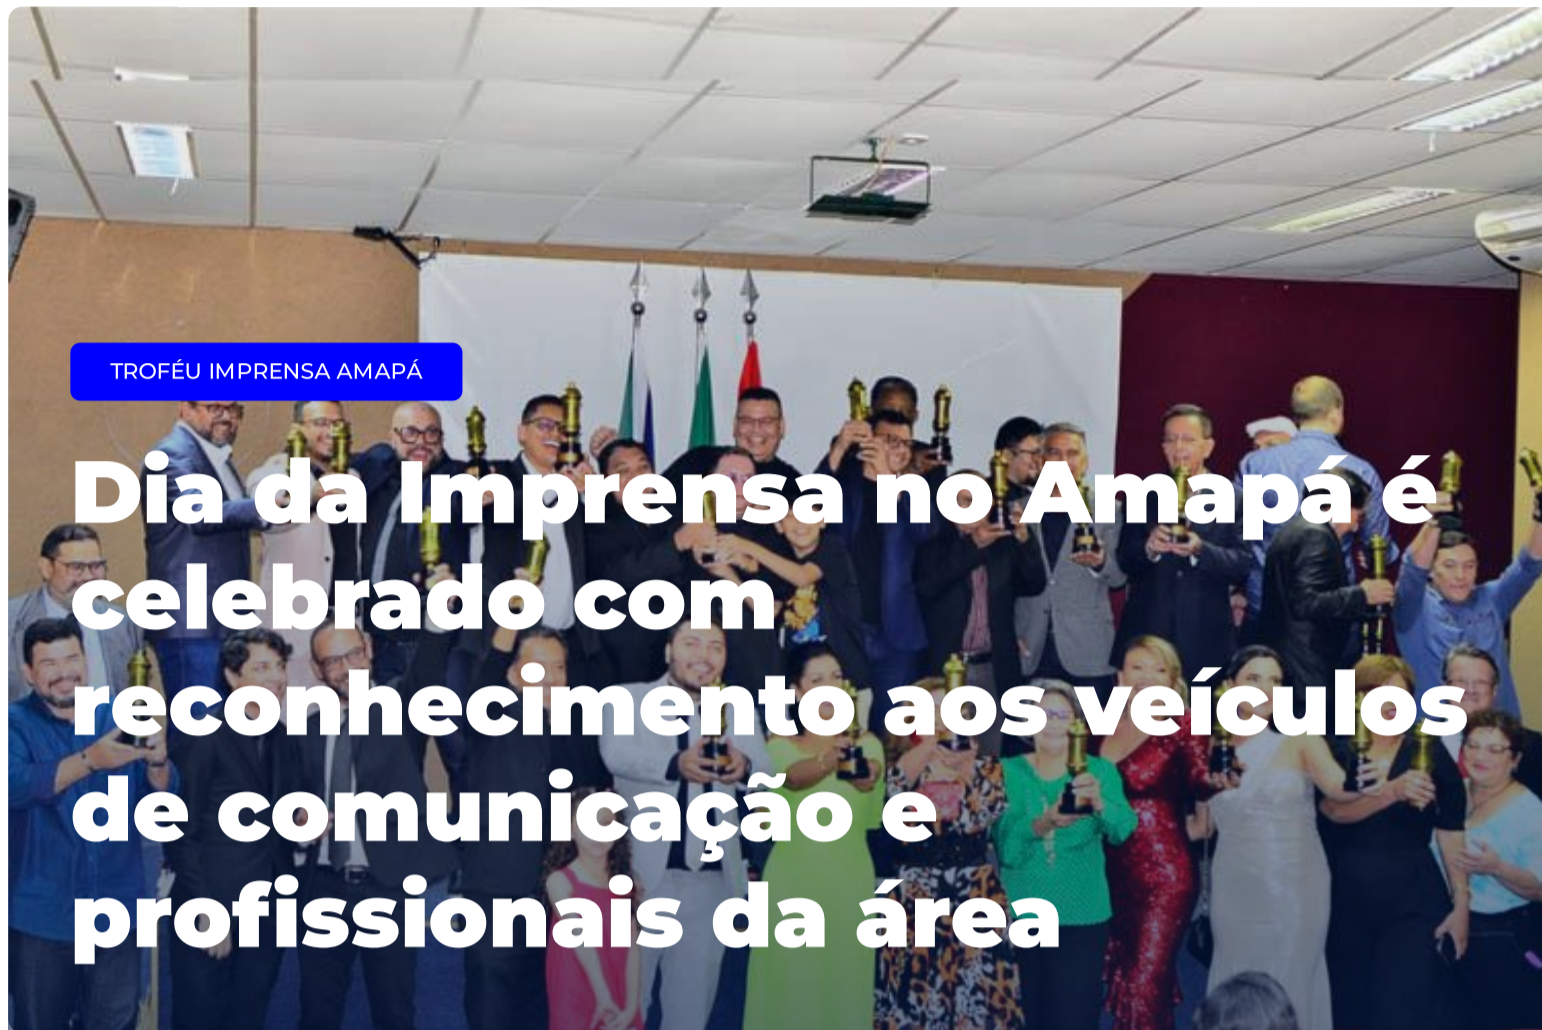 TROFÉU IMPRENSA AMAPÁ
Dia da Imprensa no Amapá é
celebrado com
reconhecimento aos veículos
de comunicação e
profissionais da área